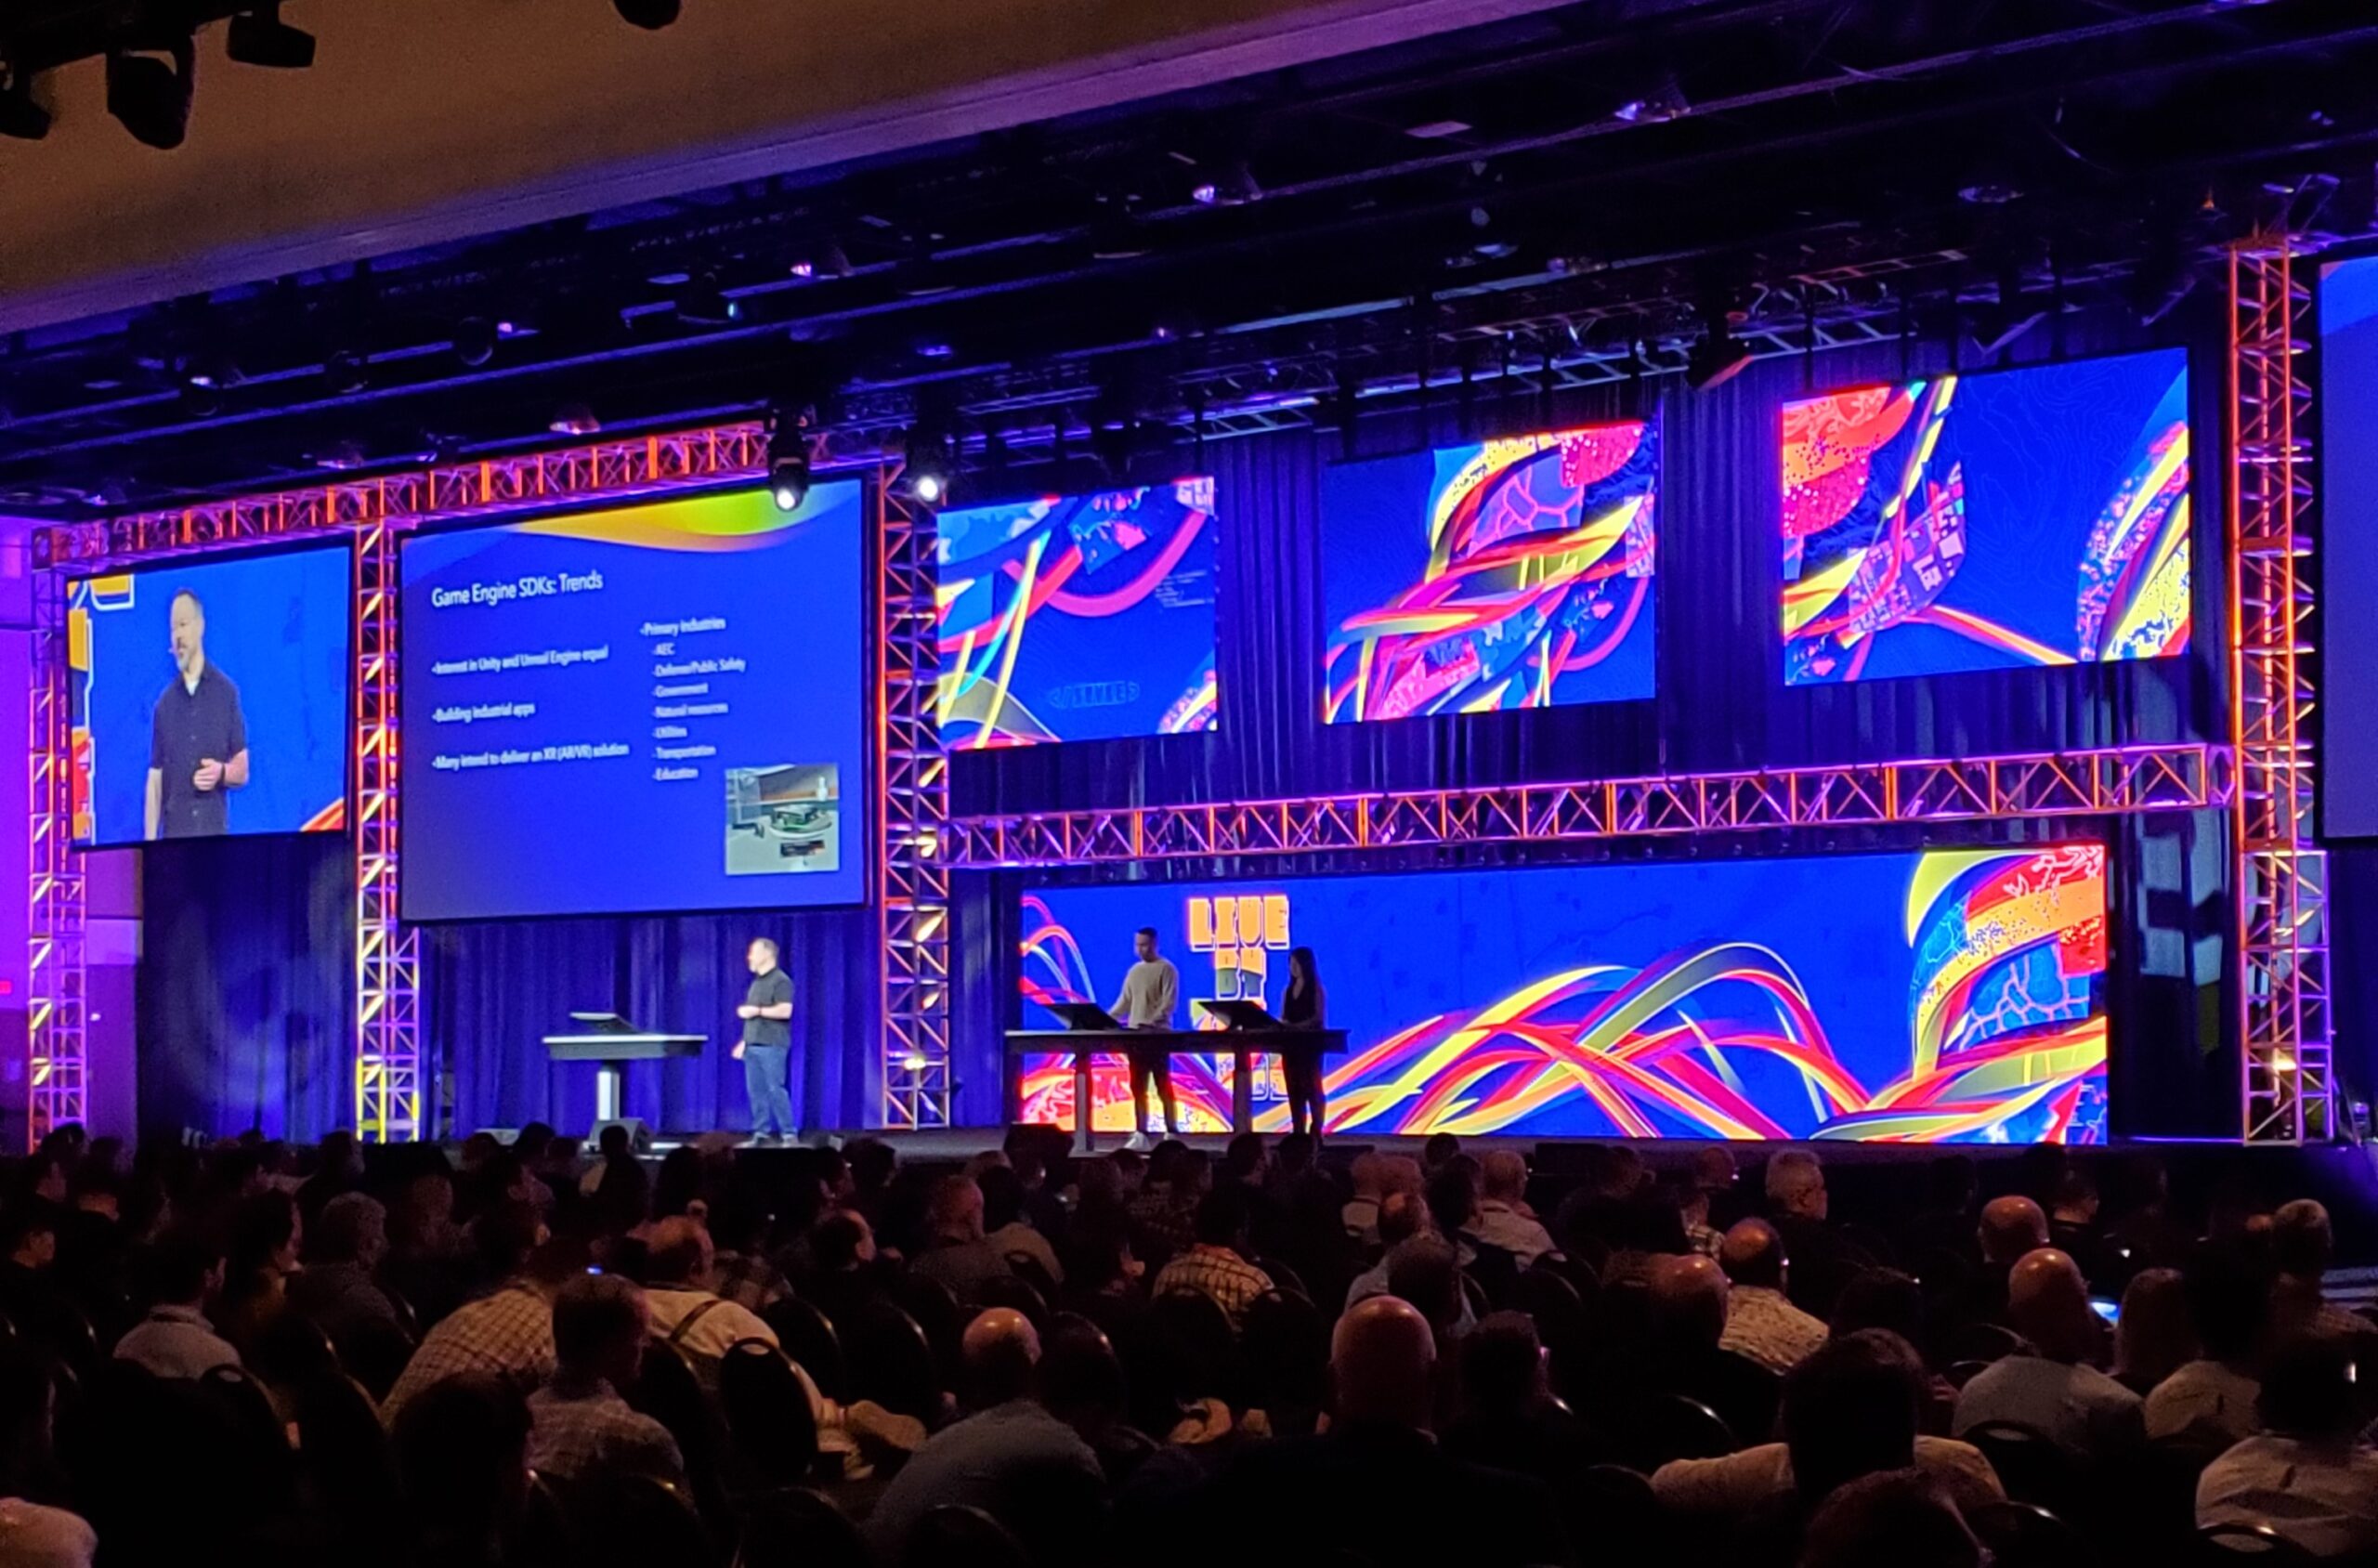 Game Engine SDKs: Trends
•Interest in Unity and Unreal Engine equal
•Building industrial apps
•Many intend to deliver an XR (AR/VR) solution
•Primary industries
-AEC
-Defense/Public Safety
-Government
-Natural resources
-Utilities
-Transportation
-Education
LIVE
BY